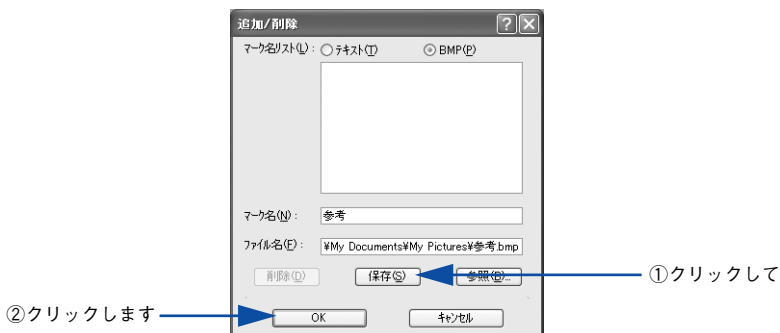 追加/削除
マーク名リスト(L): テキスト(T) BMP(P)
マーク名(N): 参考
ファイル名(F): ¥My Documents¥My Pictures¥参考.bmp
削除(D) 保存(S) 参照(B)...
①クリックして
②クリックします
OK キャンセル